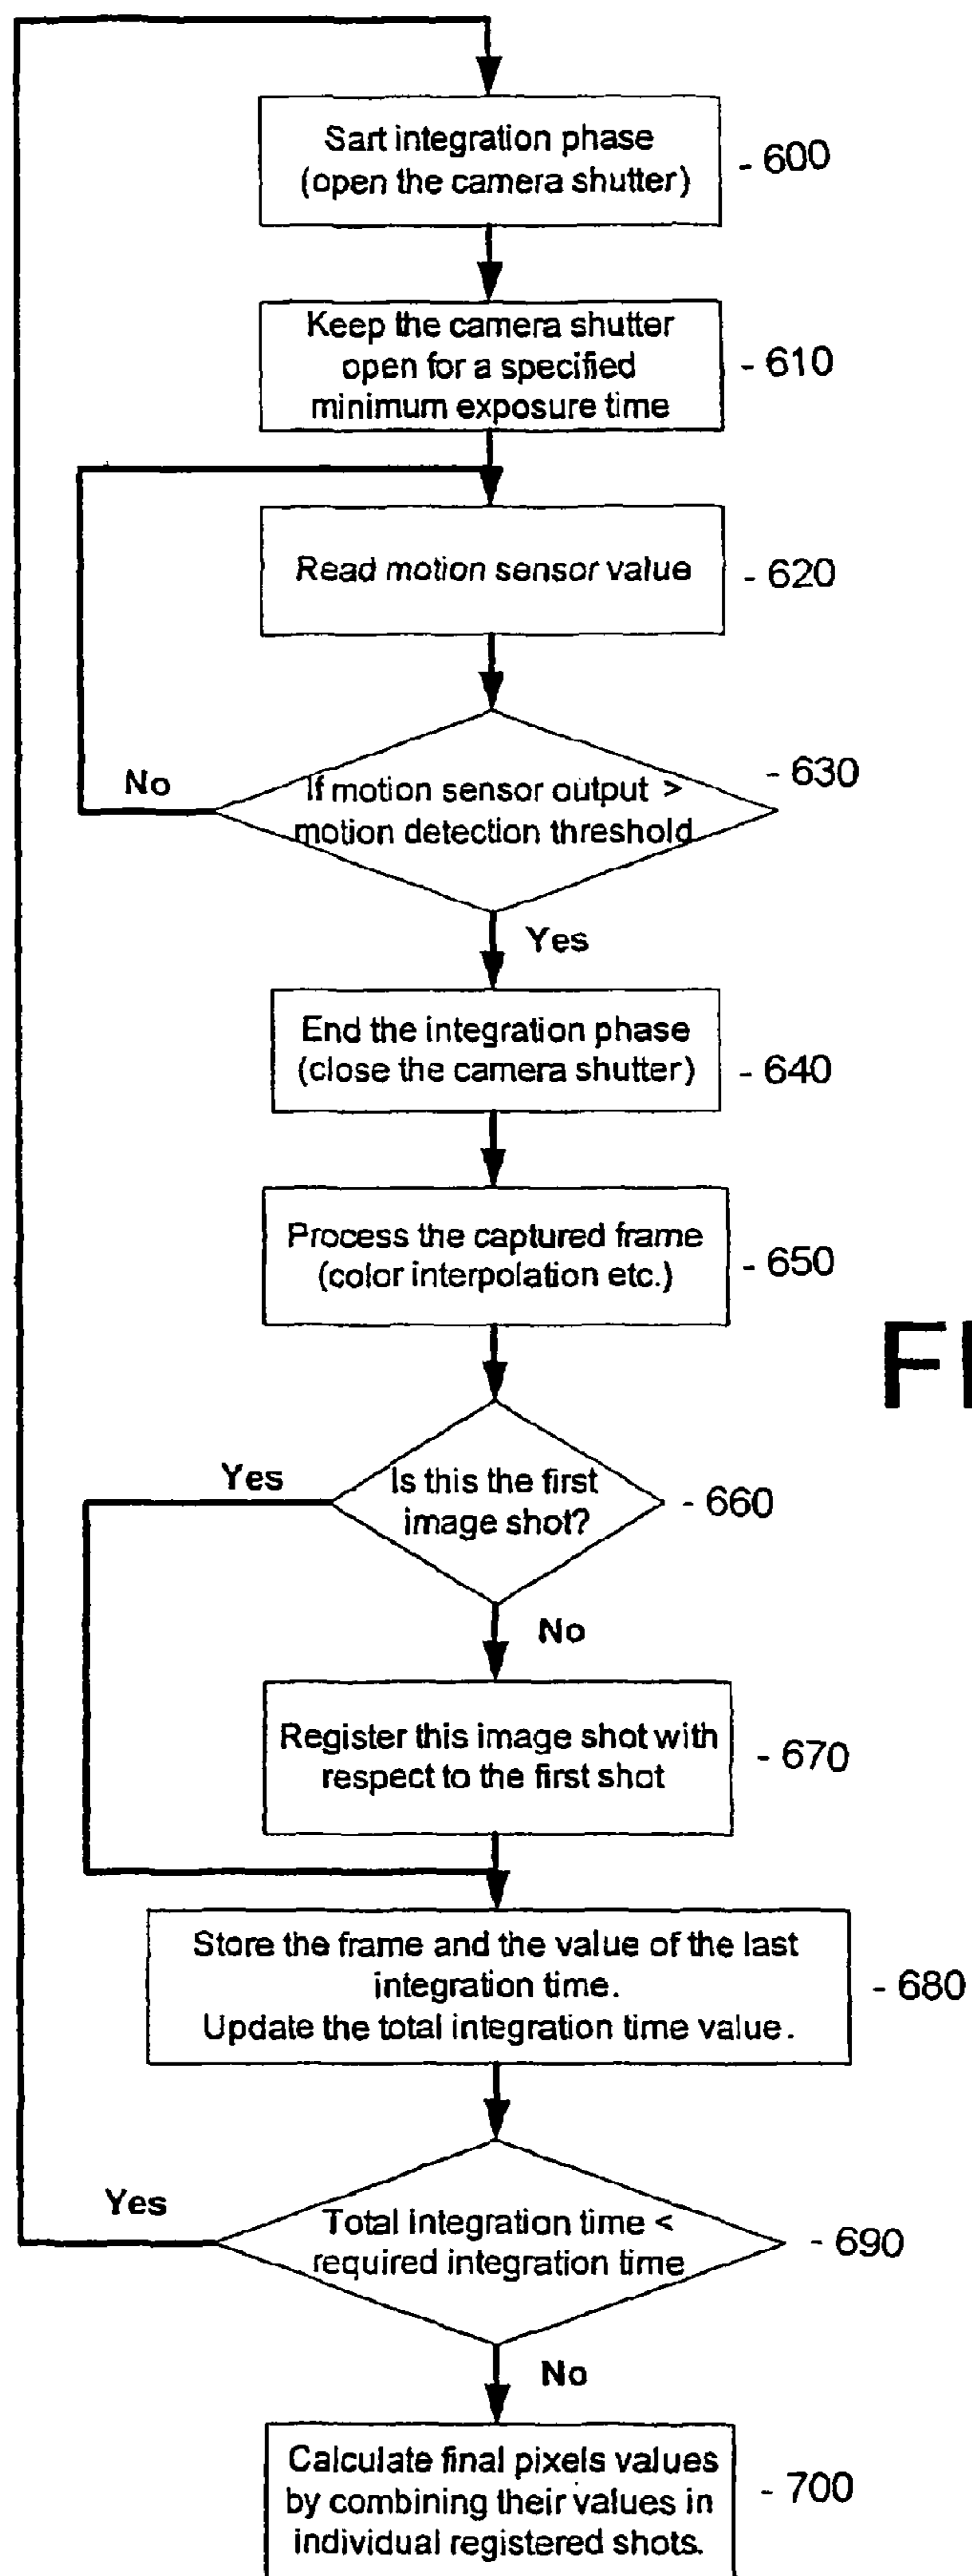 Sart integration phase
(open the camera shutter)
- 600
Keep the camera shutter
open for a specified
minimum exposure time
- 610
Read motion sensor value
- 620
If motion sensor output >
motion detection threshold
- 630
No
Yes
End the integration phase
(close the camera shutter)
- 640
Process the captured frame
(color interpolation etc.)
- 650
Is this the first
image shot?
- 660
Yes
No
Register this image shot with
respect to the first shot
- 670
Store the frame and the value of the last
integration time.
Update the total integration time value.
- 680
Total integration time <
required integration time
- 690
Yes
No
Calculate final pixels values
by combining their values in
individual registered shots.
- 700